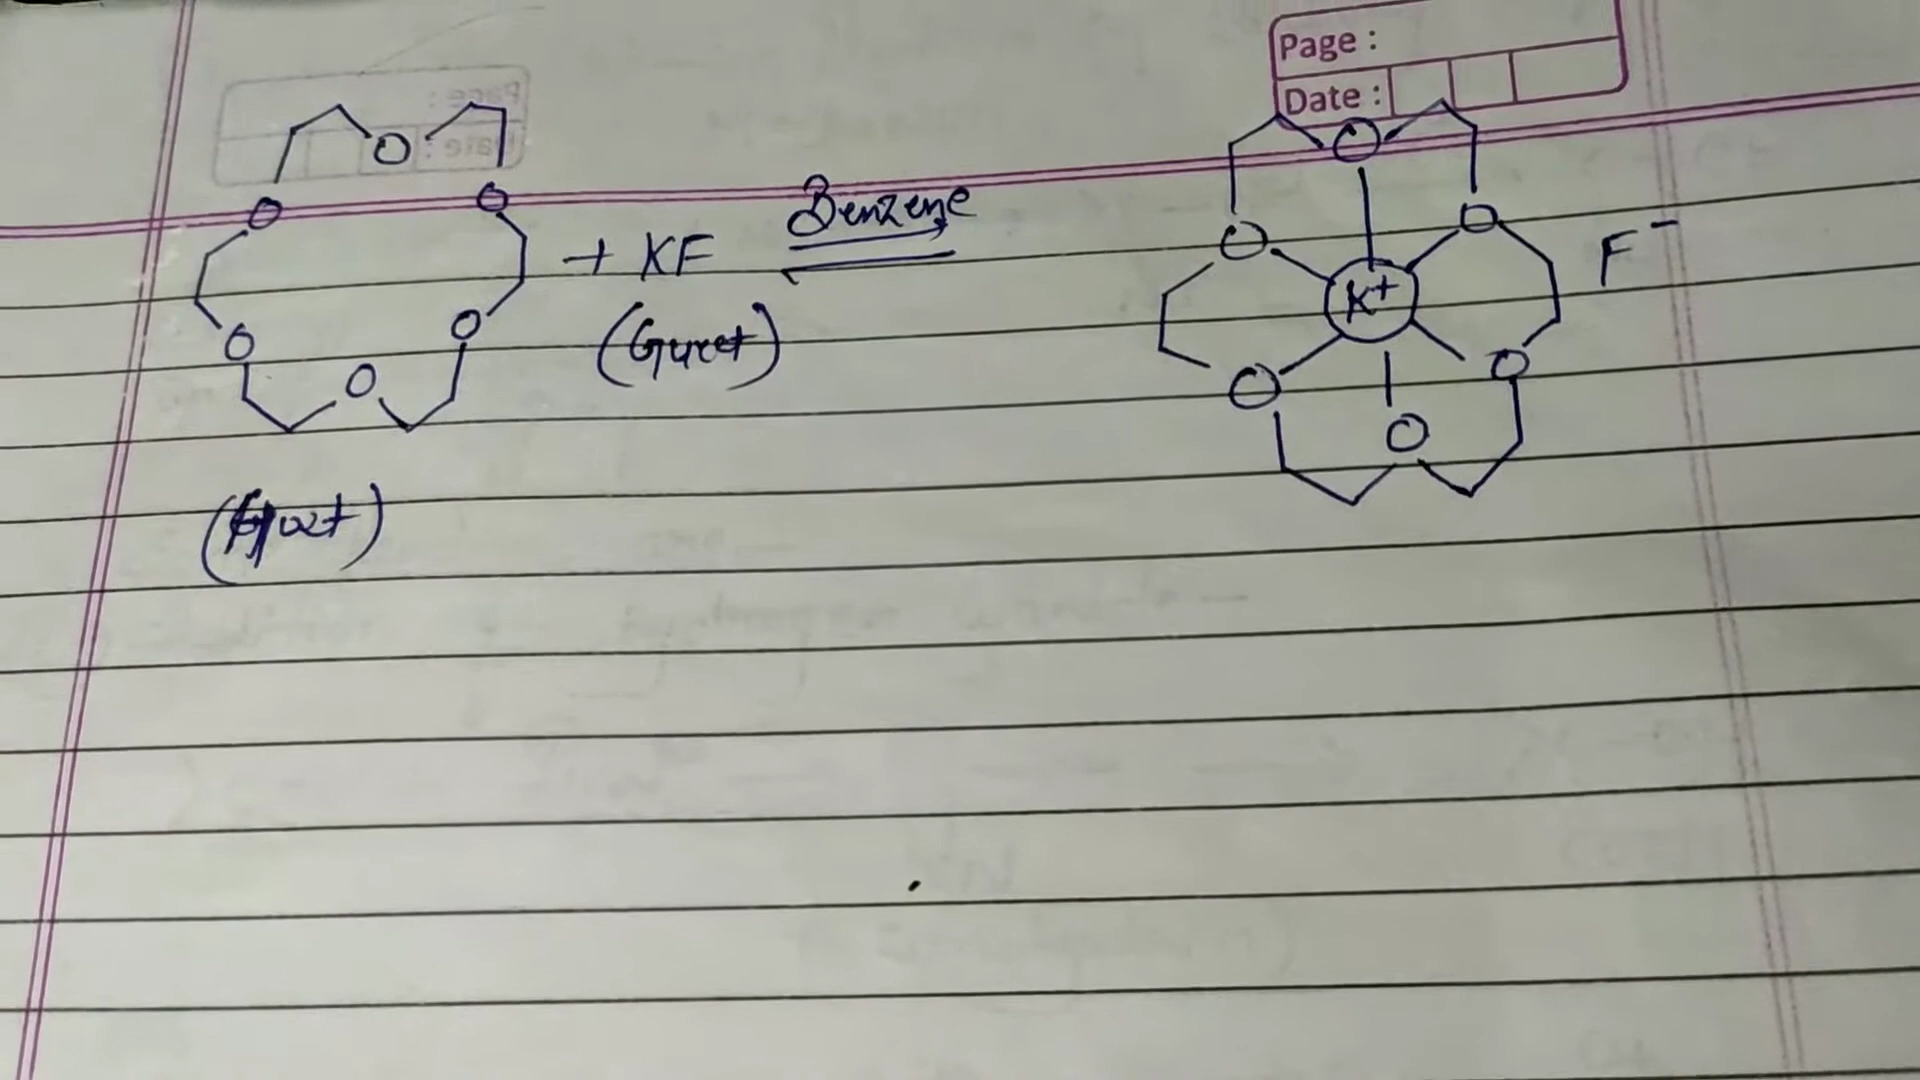 Page :
Date :
O
O
O
O
O
O
+ KF
Benzene
(Guest)
O
O
O
O
O
O
K+
F-
(Host)